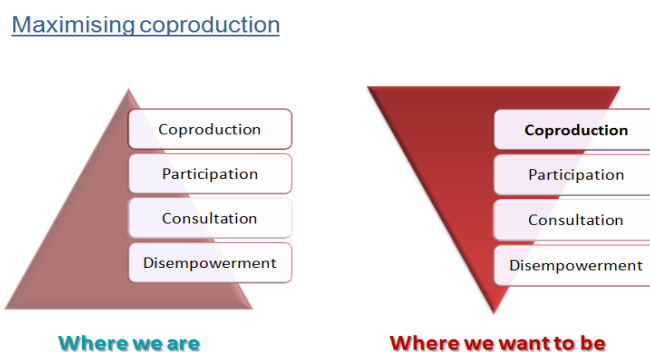 Maximising coproduction
Coproduction
Participation
Consultation
Disempowerment
Where we are
Coproduction
Participation
Consultation
Disempowerment
Where we want to be